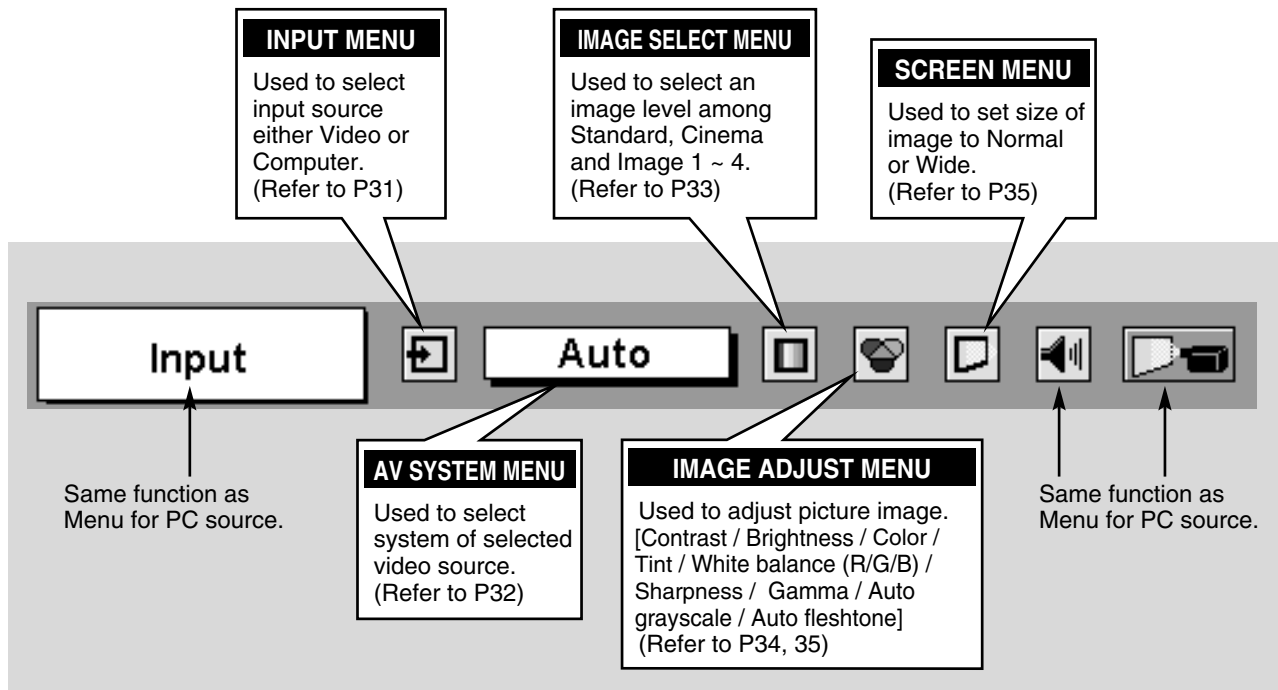 INPUT MENU
Used to select
input source
either Video or
Computer.
(Refer to P31)
IMAGE SELECT MENU
Used to select an
image level among
Standard, Cinema
and Image 1 ~ 4.
(Refer to P33)
SCREEN MENU
Used to set size of
image to Normal
or Wide.
(Refer to P35)
Input
Auto
Same function as
Menu for PC source.
AV SYSTEM MENU
Used to select
system of selected
video source.
(Refer to P32)
IMAGE ADJUST MENU
Used to adjust picture image.
[Contrast / Brightness / Color /
Tint / White balance (R/G/B) /
Sharpness / Gamma / Auto
grayscale / Auto fleshtone]
(Refer to P34, 35)
Same function as
Menu for PC source.